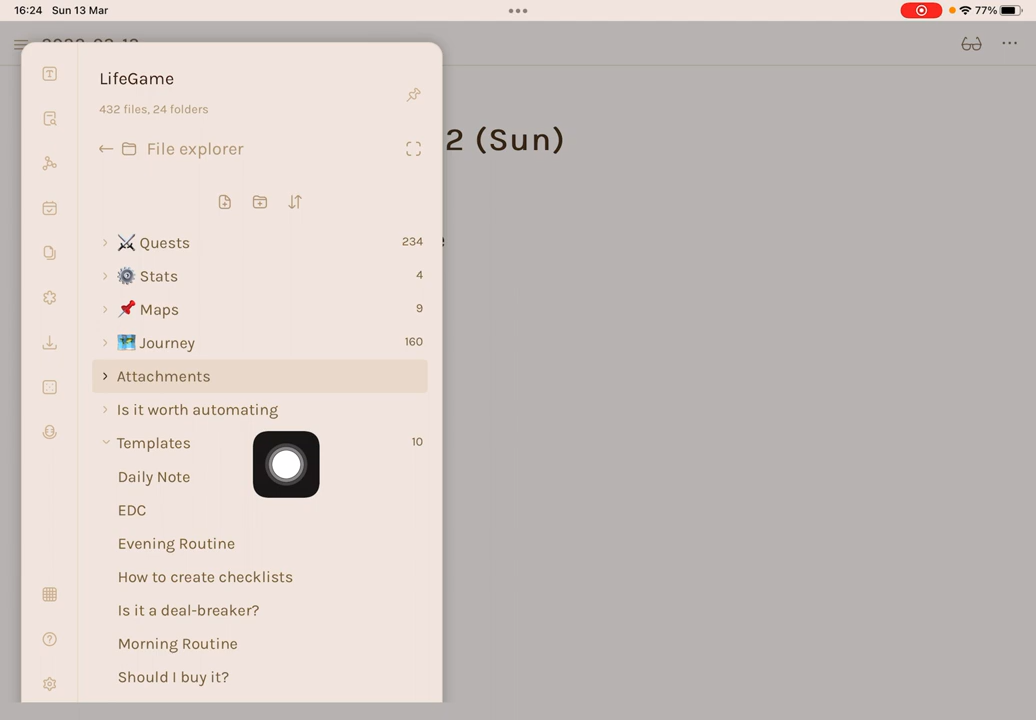 16:24 Sun 13 Mar 77%
LifeGame
432 files, 24 folders
2 (Sun)
File explorer
Quests 234
Stats 4
Maps 9
Journey 160
Attachments
Is it worth automating
Templates 10
Daily Note
EDC
Evening Routine
How to create checklists
Is it a deal-breaker?
Morning Routine
Should I buy it?